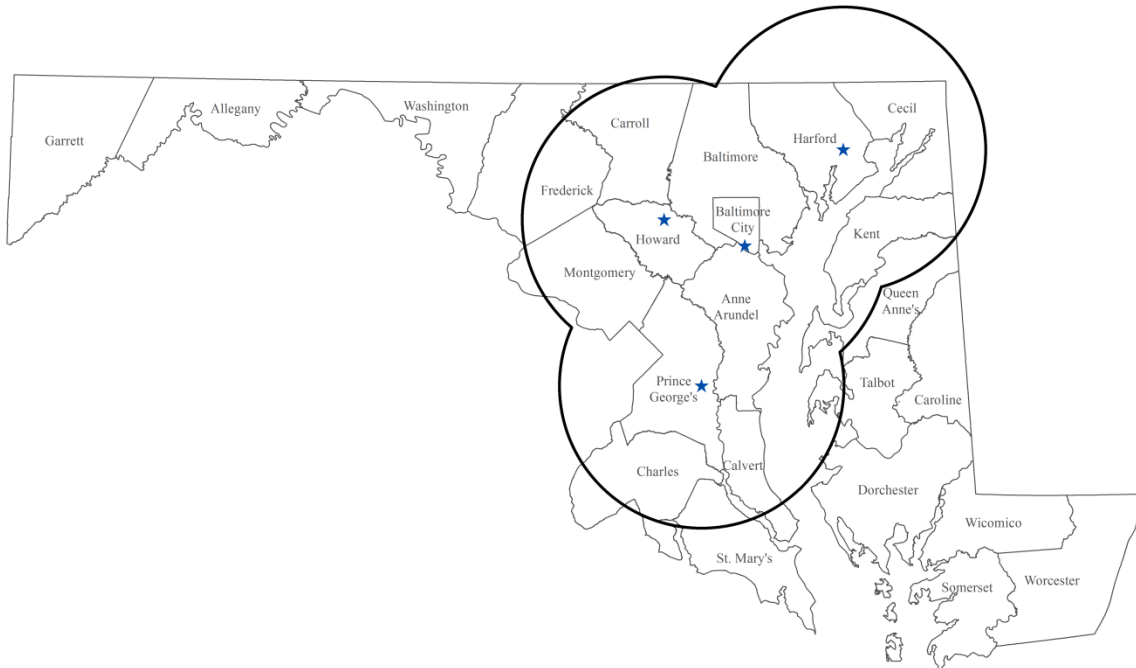 Garrett
Allegany
Washington
Frederick
Carroll
Baltimore
Harford
Cecil
Baltimore
City
Howard
Montgomery
Kent
Anne
Arundel
Queen
Anne's
Prince
George's
Talbot
Caroline
Charles
Calvert
Dorchester
St. Mary's
Wicomico
Somerset
Worcester